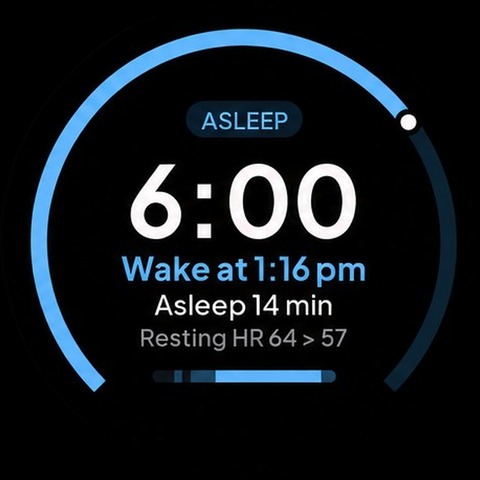 ASLEEP
6:00
Wake at 1:16 pm
Asleep 14 min
Resting HR 64 > 57